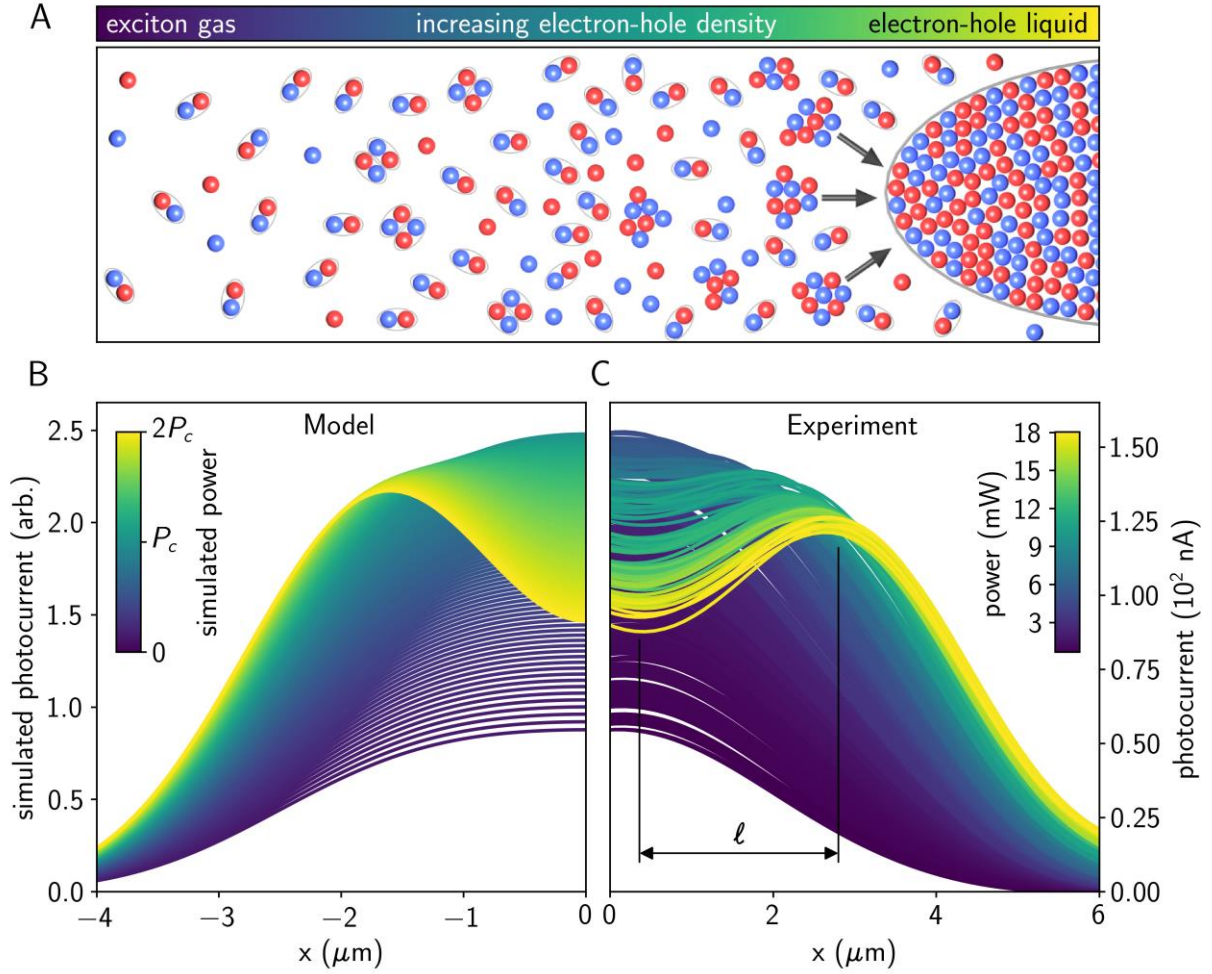 A
exciton gas increasing electron-hole density electron-hole liquid
B
C
Model
Experiment
2.5
2.0
1.5
1.0
0.5
0.0
simulated photocurrent (arb.)
2P_c
P_c
0
simulated power
−4 −3 −2 −1 0
x (μm)
18
15
12
9
6
3
power (mW)
1.50
1.25
1.00
0.75
0.50
0.25
0.00
photocurrent (10² nA)
ℓ
0 2 4 6
x (μm)